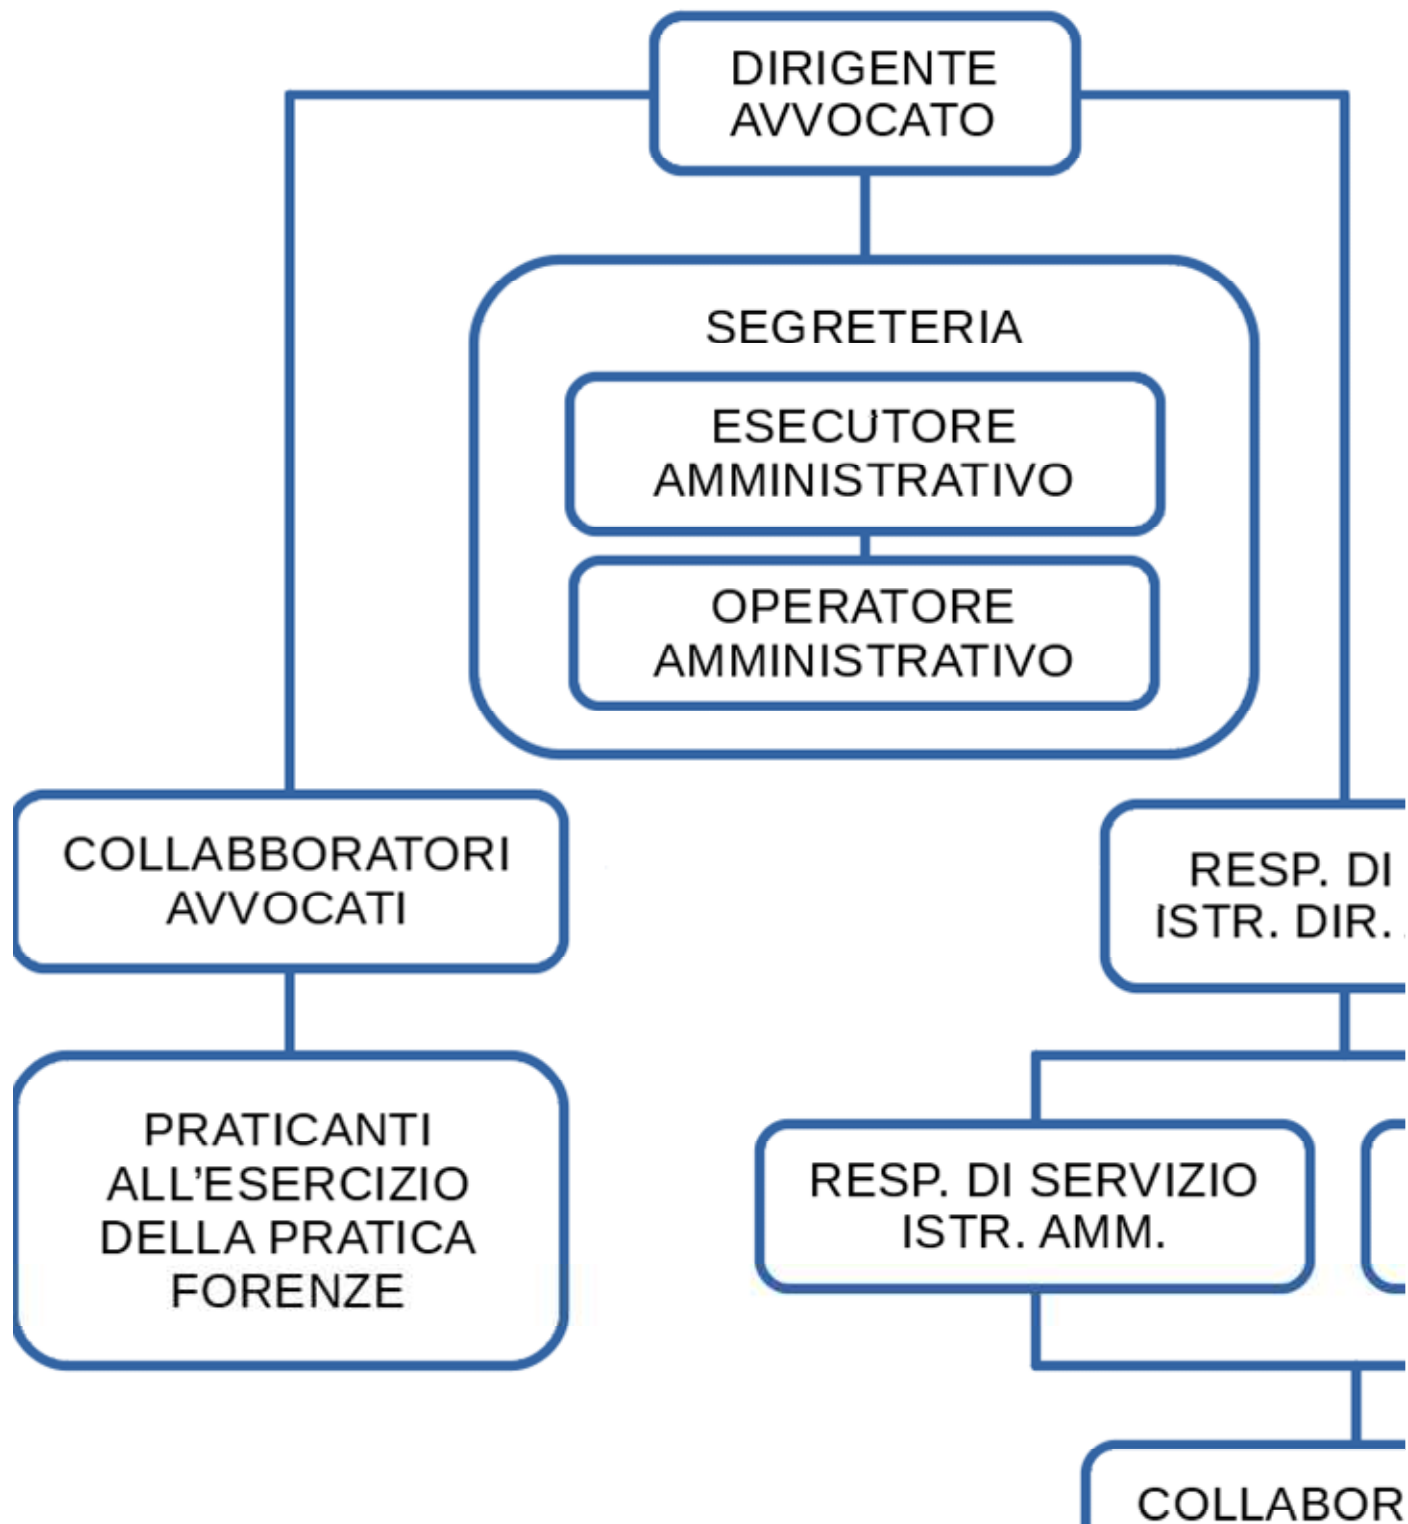 DIRIGENTE
AVVOCATO
SEGRETERIA
ESECUTORE
AMMINISTRATIVO
OPERATORE
AMMINISTRATIVO
COLLABBORATORI
AVVOCATI
RESP. DI
ISTR. DIR.
PRATICANTI
ALL’ESERCIZIO
DELLA PRATICA
FORENZE
RESP. DI SERVIZIO
ISTR. AMM.
COLLABOR